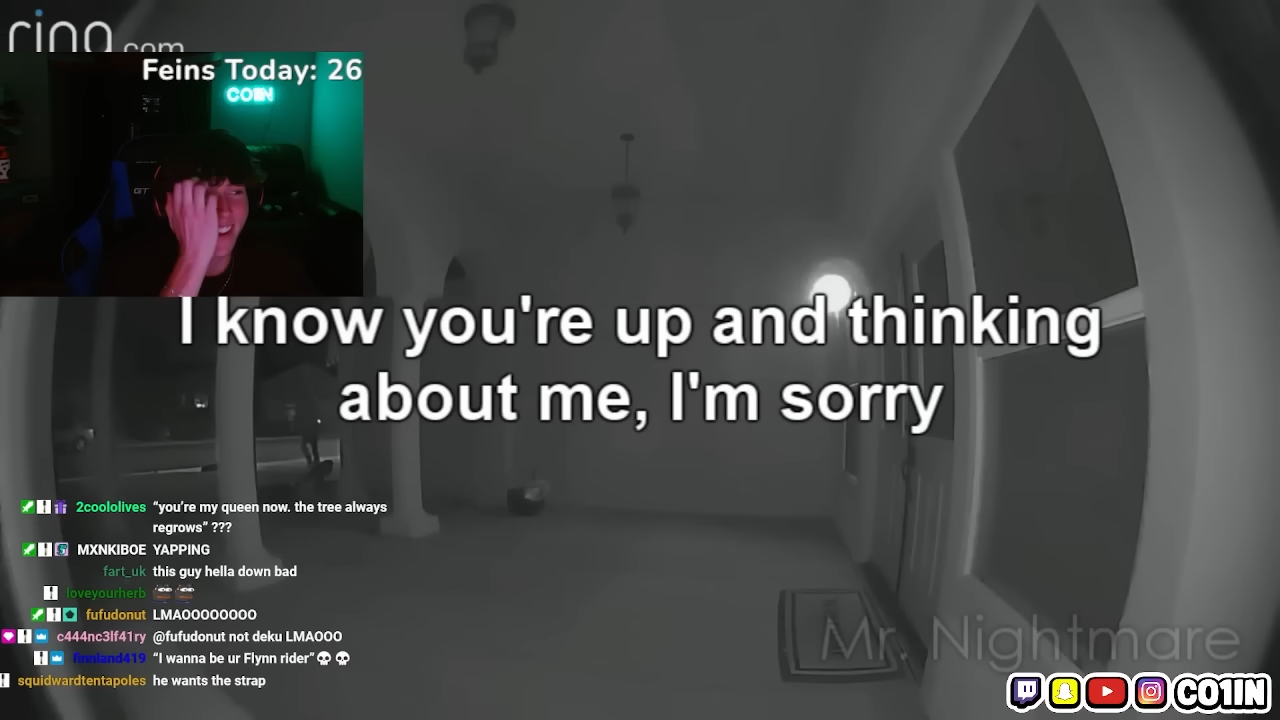 ring.com
Feins Today: 26
COIN
I know you're up and thinking
about me, I'm sorry
2coololives “you’re my queen now. the tree always
regrows” ???
MXNKIBOE YAPPING
fart_uk this guy hella down bad
loveyourherb
fufudonut LMAOOOOOOOO
c444nc3lf41ry @fufudonut not deku LMAOOO
finnland419 “I wanna be ur Flynn rider”💀💀
squidwardtentapoles he wants the strap
Mr. Nightmare
CO1IN